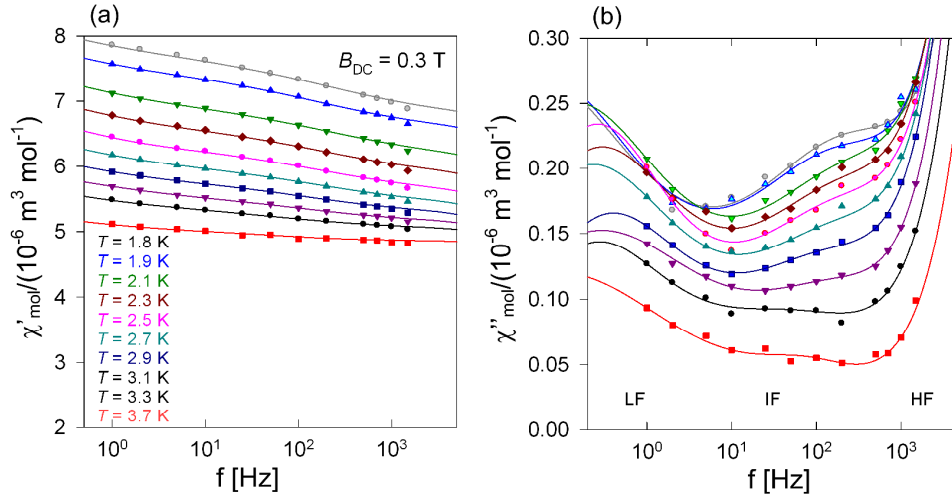 (a)
B_DC = 0.3 T
χ'mol/(10⁻⁶ m³ mol⁻¹)
8
7
6
5
4
3
2
T = 1.8 K
T = 1.9 K
T = 2.1 K
T = 2.3 K
T = 2.5 K
T = 2.7 K
T = 2.9 K
T = 3.1 K
T = 3.3 K
T = 3.7 K
10⁰ 10¹ 10² 10³
f [Hz]
(b)
χ''mol/(10⁻⁶ m³ mol⁻¹)
0.30
0.25
0.20
0.15
0.10
0.05
0.00
LF IF HF
10⁰ 10¹ 10² 10³
f [Hz]